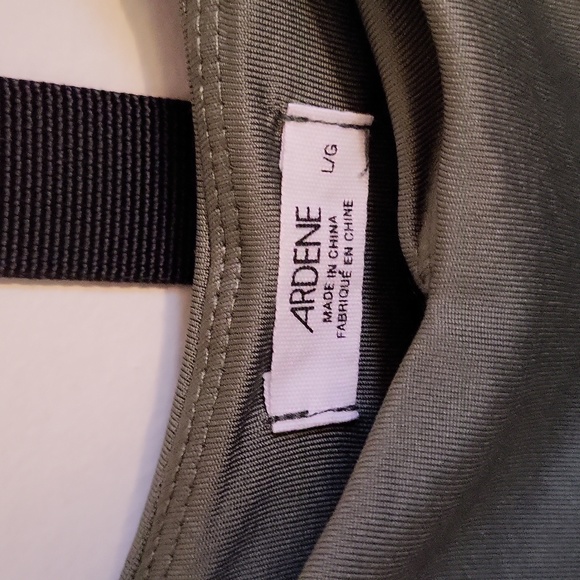 ARDENE
MADE IN CHINA
FABRIQUÉ EN CHINE
L/G